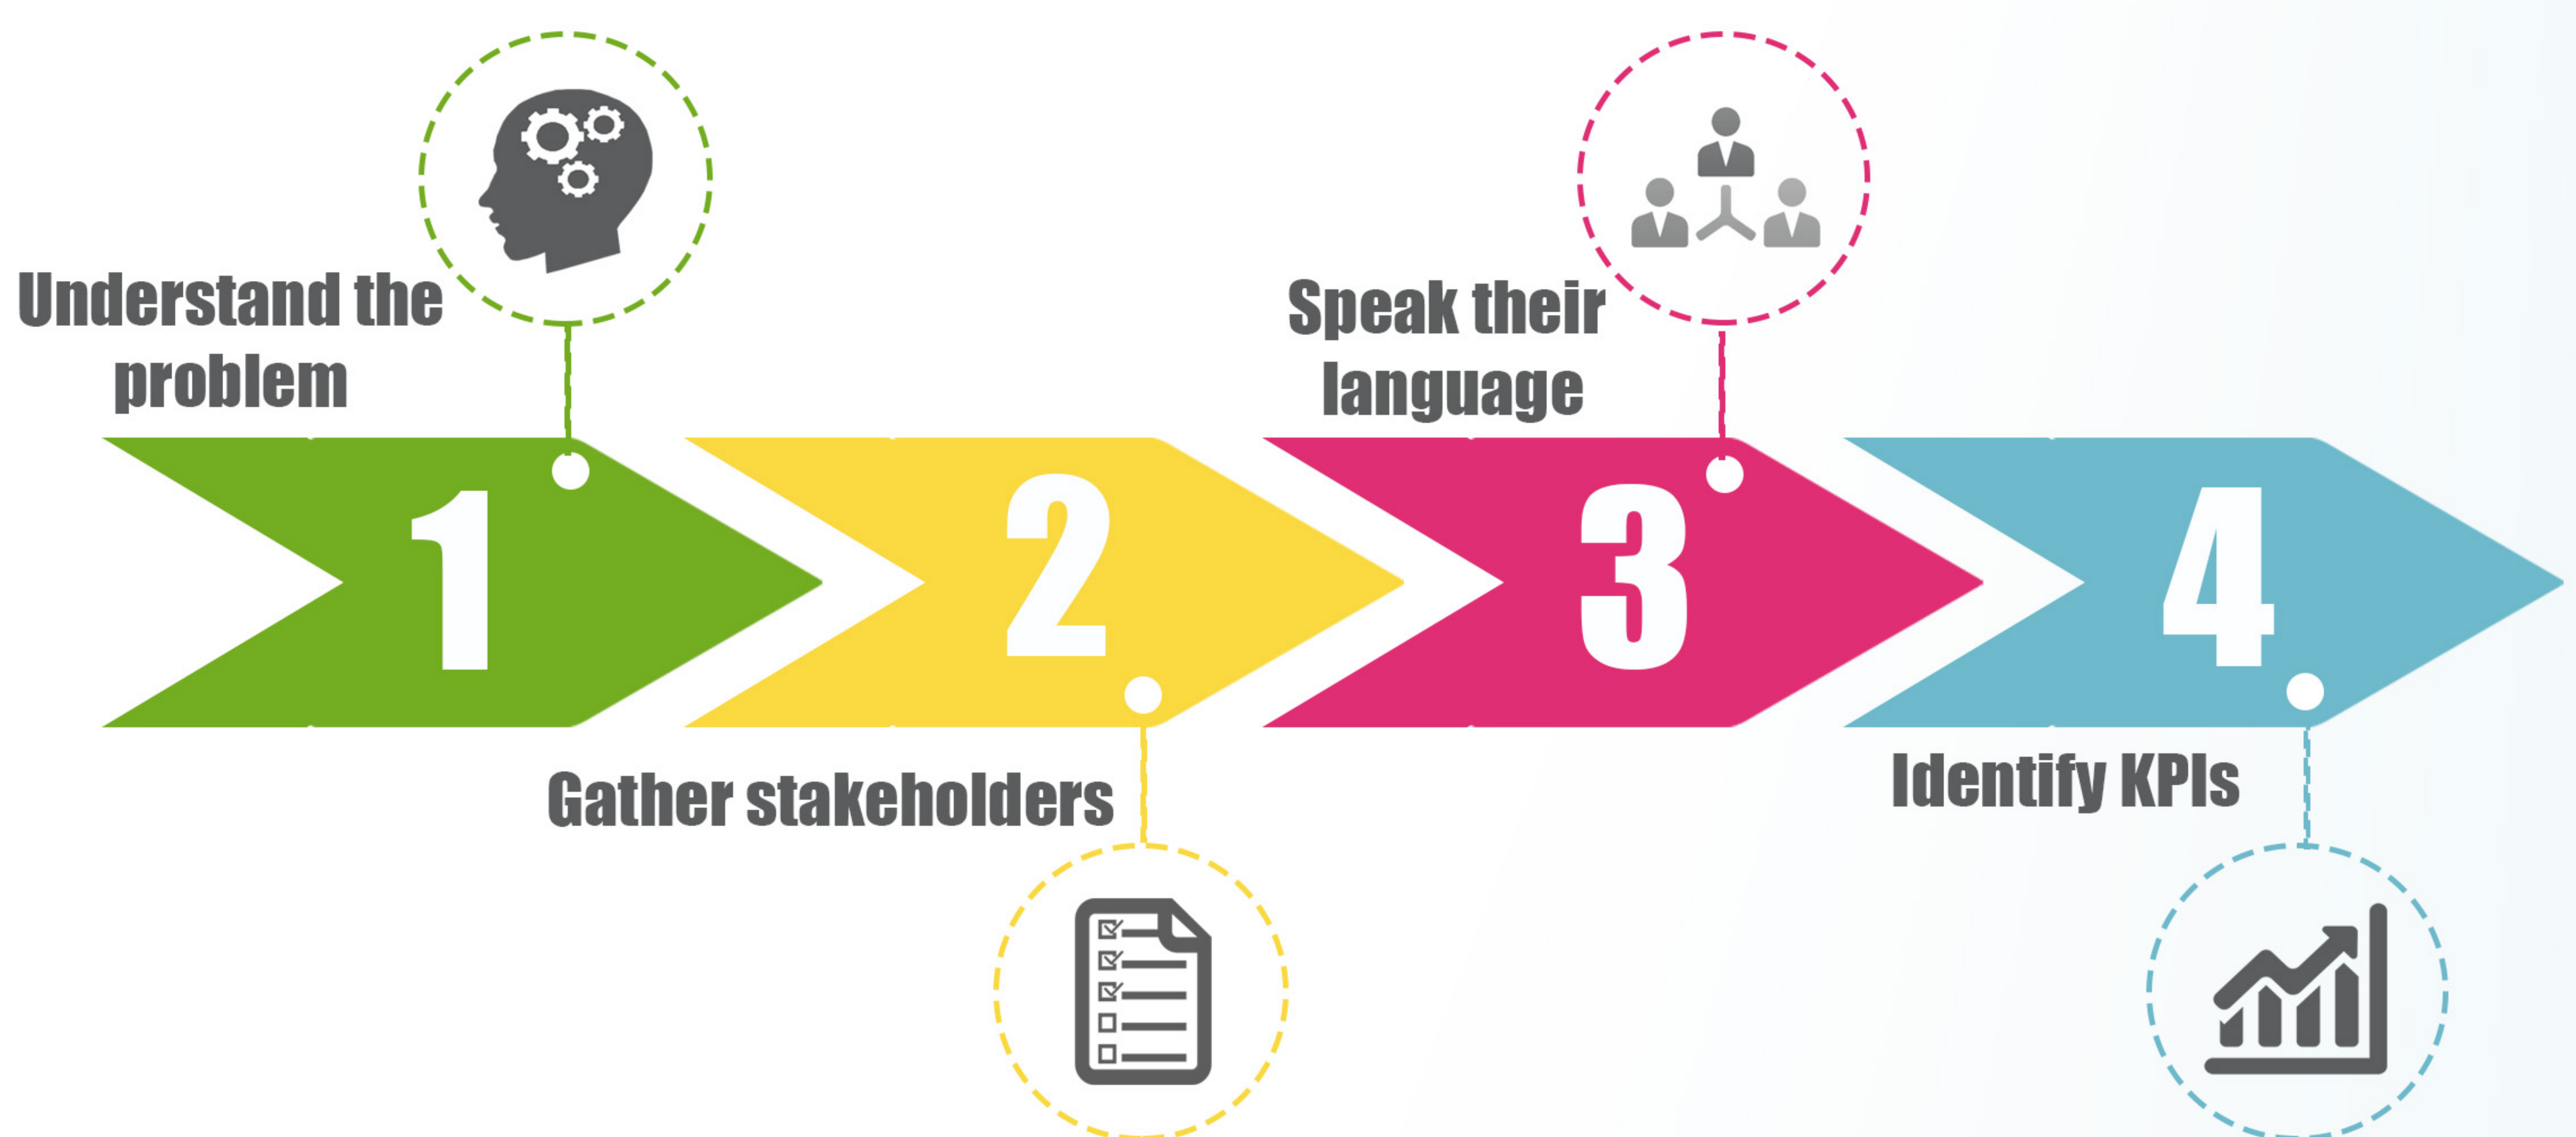 Understand the
problem
1
Gather stakeholders
2
Speak their
language
3
Identify KPIs
4